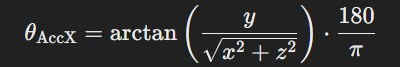 θ_AccX = arctan ( y / √(x² + z²) ) · 180 / π